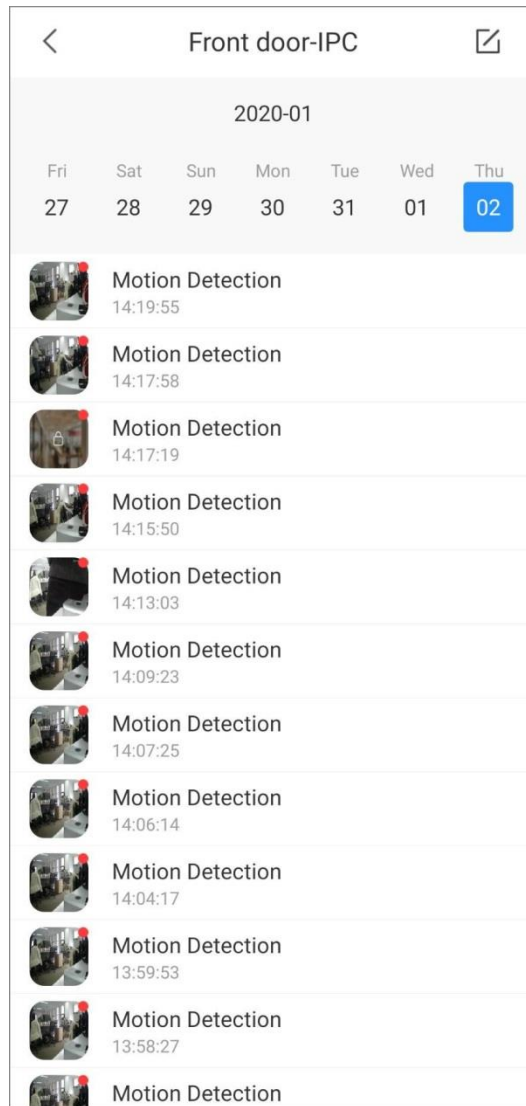 Front door-IPC
2020-01
Fri Sat Sun Mon Tue Wed Thu
27 28 29 30 31 01 02
Motion Detection
14:19:55
Motion Detection
14:17:58
Motion Detection
14:17:19
Motion Detection
14:15:50
Motion Detection
14:13:03
Motion Detection
14:09:23
Motion Detection
14:07:25
Motion Detection
14:06:14
Motion Detection
14:04:17
Motion Detection
13:59:53
Motion Detection
13:58:27
Motion Detection